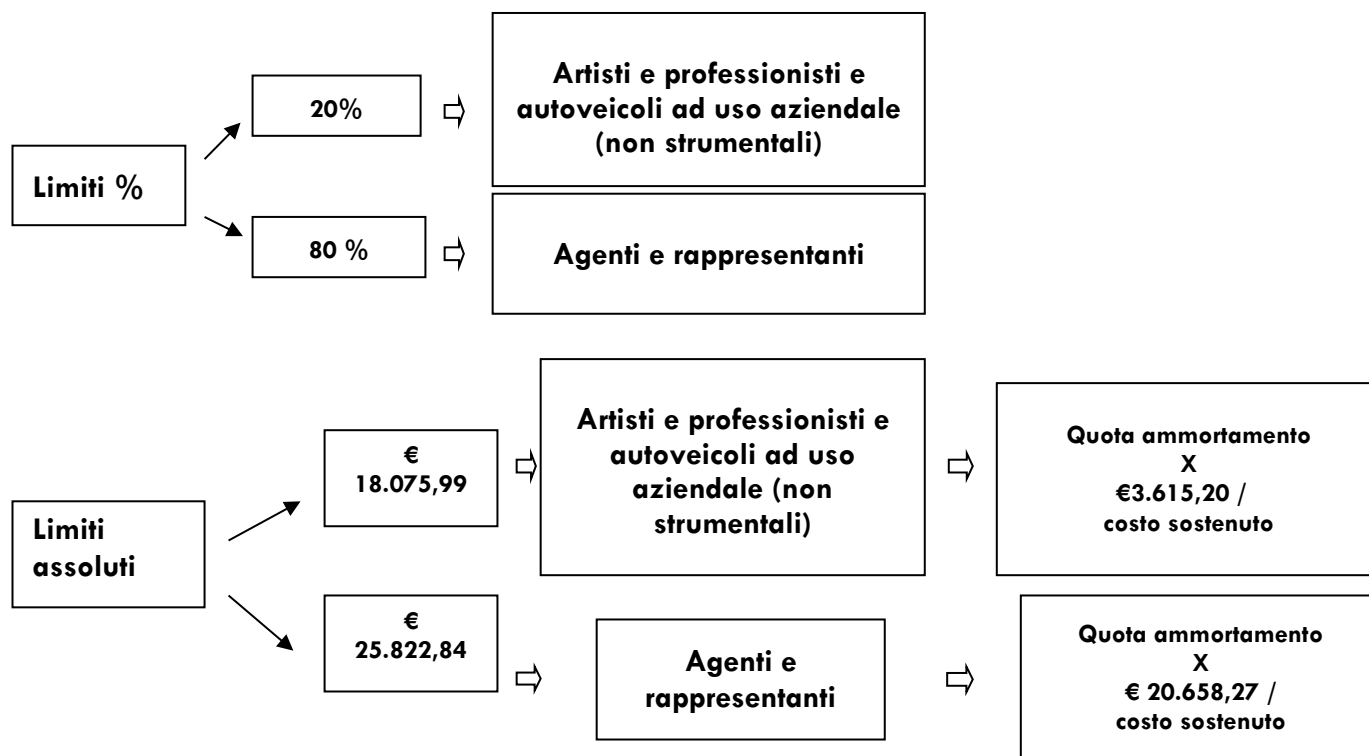 Limiti %
20%
Artisti e professionisti e
autoveicoli ad uso aziendale
(non strumentali)
80 %
Agenti e rappresentanti
Limiti
assoluti
€
18.075,99
Artisti e professionisti e
autoveicoli ad uso
aziendale (non
strumentali)
Quota ammortamento
X
€3.615,20 /
costo sostenuto
€
25.822,84
Agenti e
rappresentanti
Quota ammortamento
X
€ 20.658,27 /
costo sostenuto